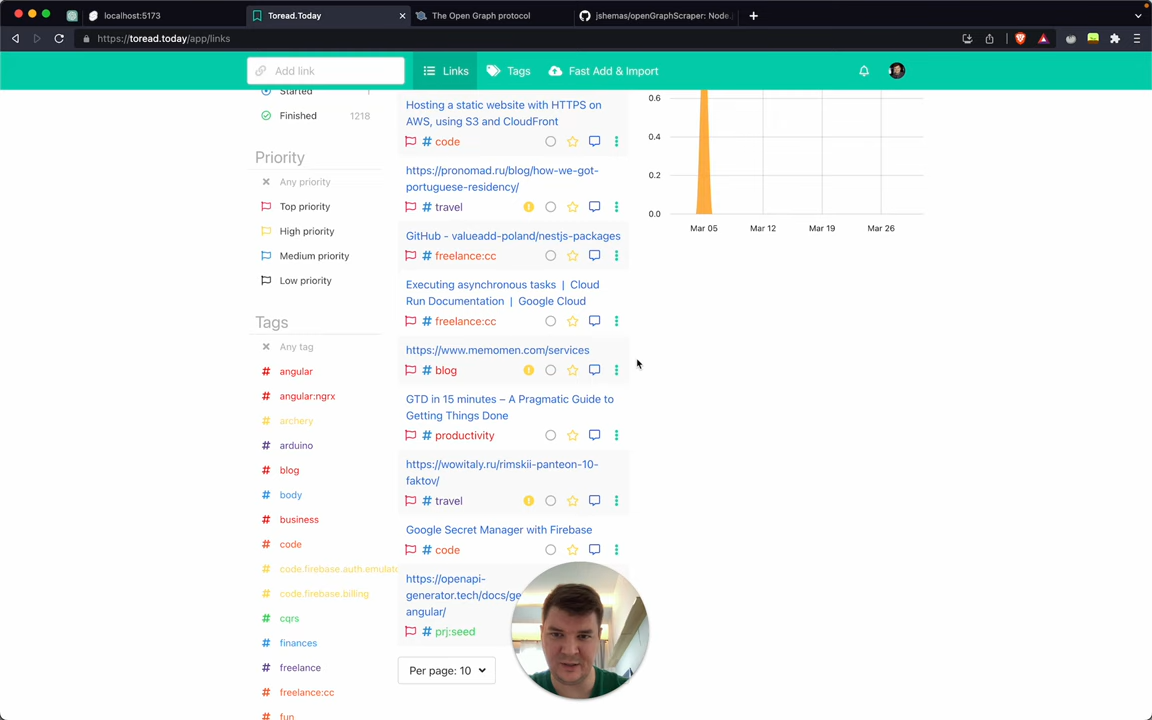 localhost:5173
Toread.Today
The Open Graph protocol
jshemas/openGraphScraper: Node.
https://toread.today/app/links
Add link
Links
Tags
Fast Add & Import
Started
1
Finished
1218
Priority
Any priority
Top priority
High priority
Medium priority
Low priority
Tags
Any tag
# angular
# angular:ngrx
# archery
# arduino
# blog
# body
# business
# code
# code.firebase.auth.emulato
# code.firebase.billing
# cqrs
# finances
# freelance
# freelance:cc
# fun
Hosting a static website with HTTPS on
AWS, using S3 and CloudFront
# code
https://pronomad.ru/blog/how-we-got-
portuguese-residency/
# travel
GitHub - valueadd-poland/nestjs-packages
# freelance:cc
Executing asynchronous tasks | Cloud
Run Documentation | Google Cloud
# freelance:cc
https://www.memomen.com/services
# blog
GTD in 15 minutes – A Pragmatic Guide to
Getting Things Done
# productivity
https://wowitaly.ru/rimskii-panteon-10-
faktov/
# travel
Google Secret Manager with Firebase
# code
https://openapi-
generator.tech/docs/ge
angular/
# prj:seed
Per page: 10
0.6
0.4
0.2
0.0
Mar 05
Mar 12
Mar 19
Mar 26